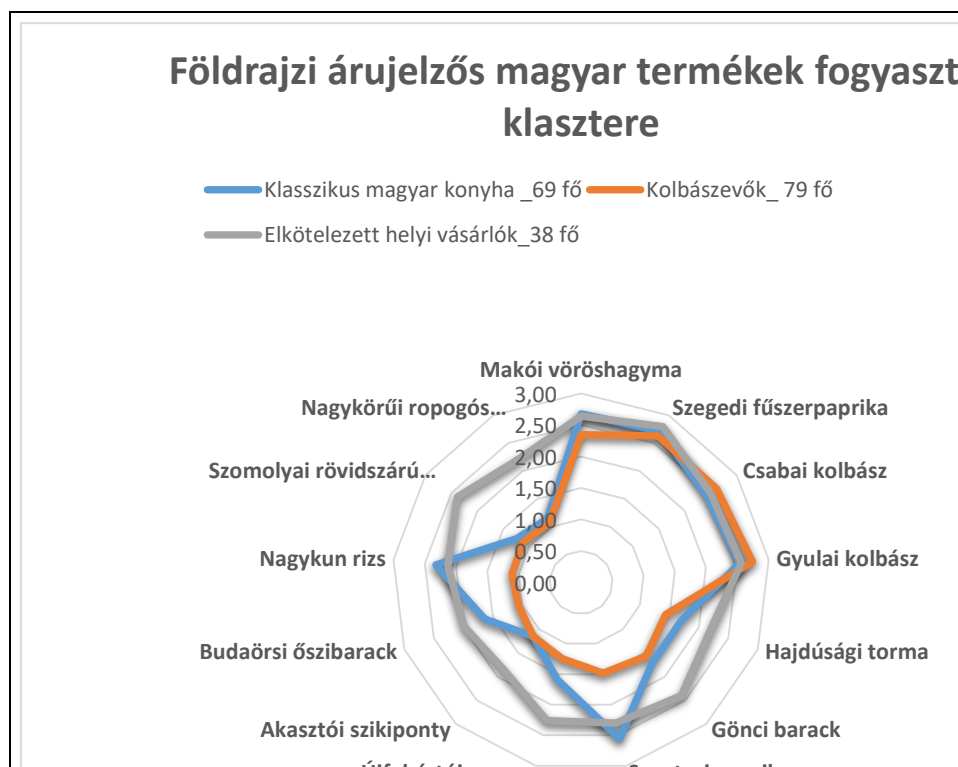 Földrajzi árujelzős magyar termékek fogyaszt
klasztere
Klasszikus magyar konyha _69 fő
Kolbászevők_ 79 fő
Elkötelezett helyi vásárlók_38 fő
Makói vöröshagyma
Szegedi fűszerpaprika
Csabai kolbász
Gyulai kolbász
Hajdúsági torma
Gönci barack
Akasztói szikiponty
Budaörsi őszibarack
Nagykun rizs
Szomolyai rövidszárú...
Nagykörűi ropogós...
3,00
2,50
2,00
1,50
1,00
0,50
0,00